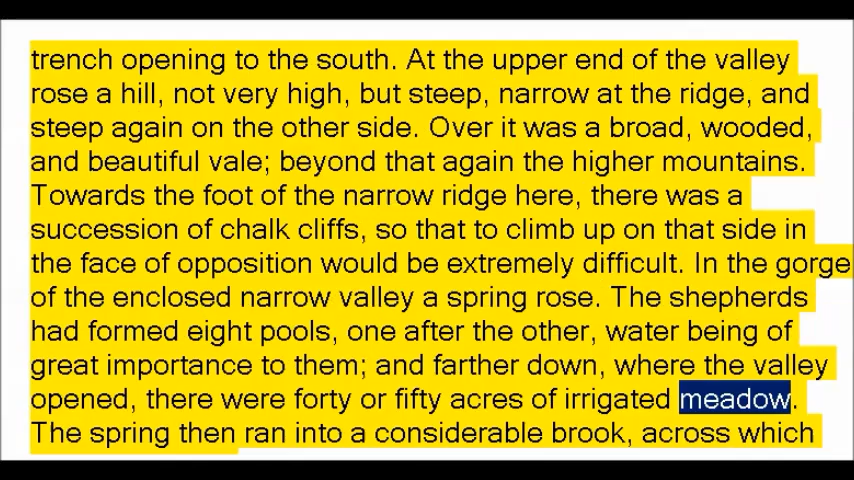 trench opening to the south. At the upper end of the valley
rose a hill, not very high, but steep, narrow at the ridge, and
steep again on the other side. Over it was a broad, wooded,
and beautiful vale; beyond that again the higher mountains.
Towards the foot of the narrow ridge here, there was a
succession of chalk cliffs, so that to climb up on that side in
the face of opposition would be extremely difficult. In the gorge
of the enclosed narrow valley a spring rose. The shepherds
had formed eight pools, one after the other, water being of
great importance to them; and farther down, where the valley
opened, there were forty or fifty acres of irrigated meadow.
The spring then ran into a considerable brook, across which